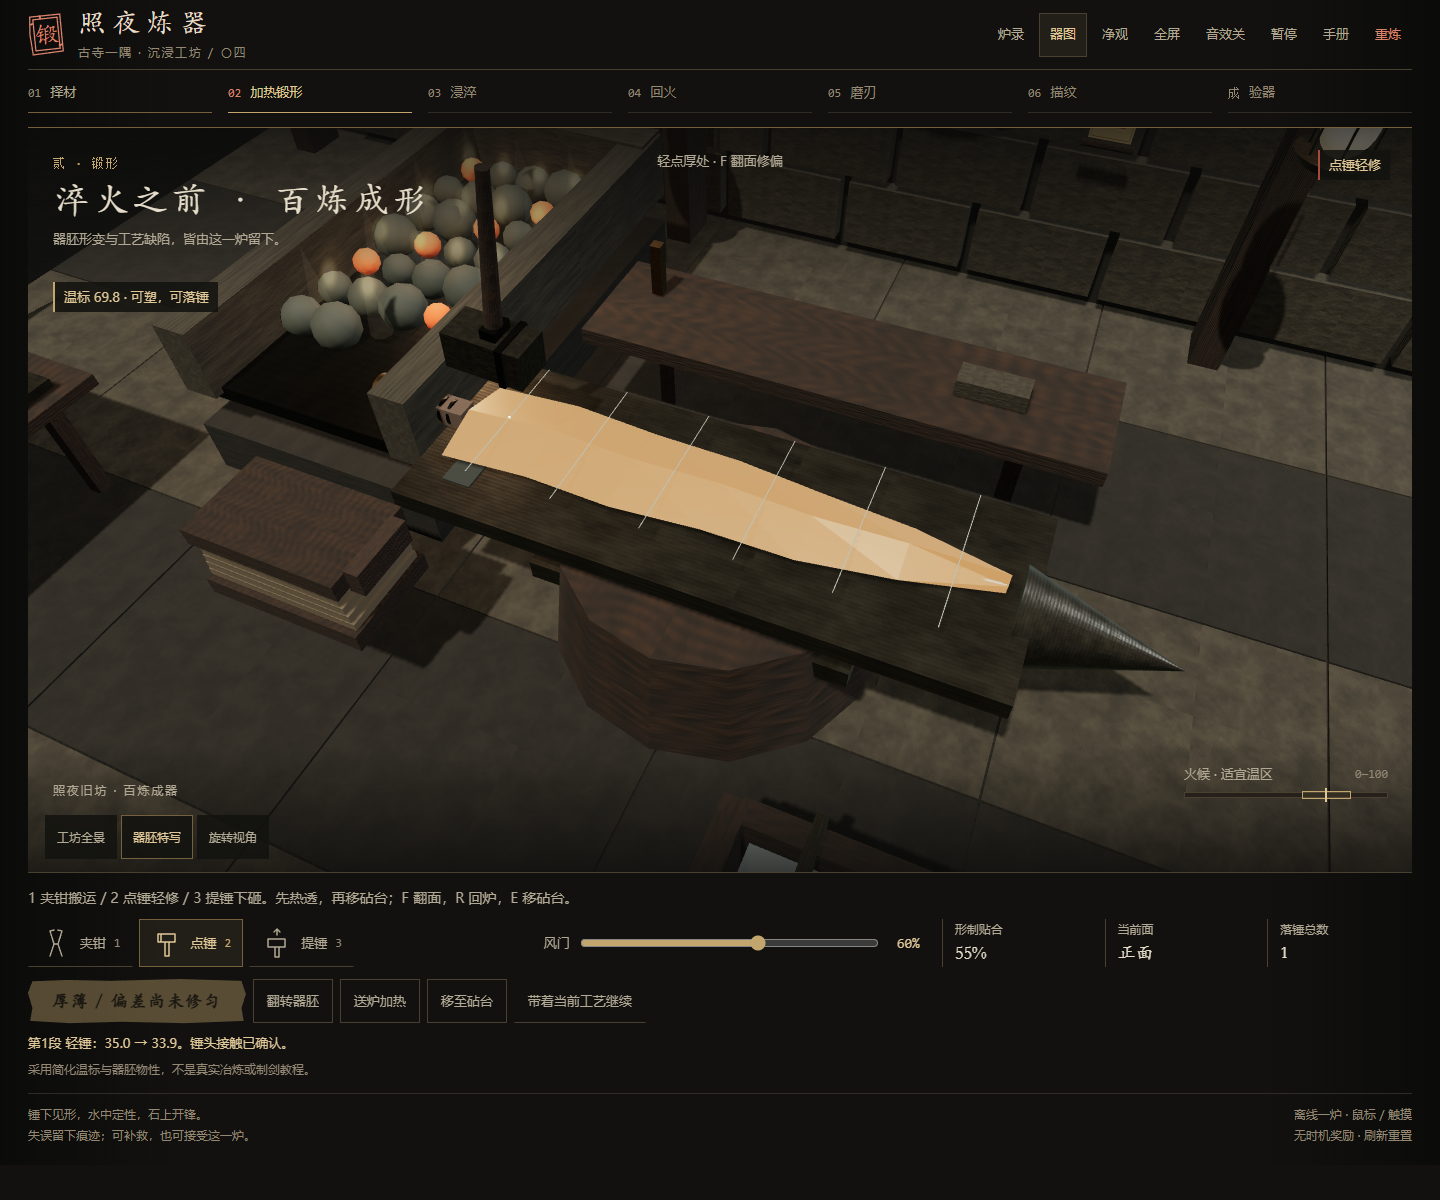 锻
照夜炼器
古寺一隅 · 沉浸工坊 / 〇四
炉录 器图 净观 全屏 音效关 暂停 手册 重炼
01 择材 02 加热锻形 03 浸淬 04 回火 05 磨刃 06 描纹 成 验器
贰 · 锻形
淬火之前 · 百炼成形
器胚形变与工艺缺陷，皆由这一炉留下。
温标 69.8 · 可塑，可落锤
轻点厚处 · F 翻面修偏
点锤轻修
火候 · 适宜温区 0—100
照夜旧坊 · 百炼成器
工坊全景 器胚特写 旋转视角
1 夹钳搬运 / 2 点锤轻修 / 3 提锤下砸。先热透，再移砧台；F 翻面，R 回炉，E 移砧台。
夹钳 1 点锤 2 提锤 3
风门 60%
形制贴合 55%
当前面 正面
落锤总数 1
厚薄 / 偏差尚未修匀 翻转器胚 送炉加热 移至砧台 带着当前工艺继续
第1段 轻锤：35.0 → 33.9。锤头接触已确认。
采用简化温标与器胚物性，不是真实冶炼或制剑教程。
锤下见形，水中定性，石上开锋。
失误留下痕迹；可补救，也可接受这一炉。
离线一炉 · 鼠标 / 触摸
无时机奖励 · 刷新重置